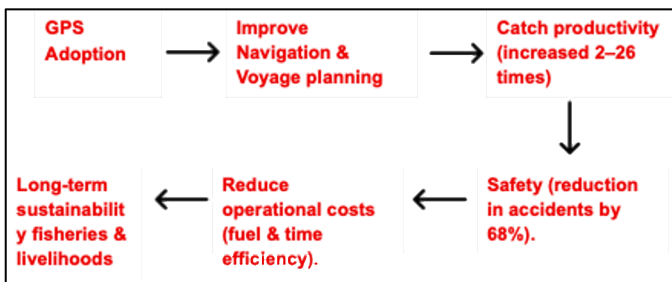 GPS
Adoption
Improve
Navigation &
Voyage planning
Catch productivity
(increased 2–26
times)
Safety (reduction
in accidents by
68%).
Reduce
operational costs
(fuel & time
efficiency).
Long-term
sustainabilit
y fisheries &
livelihoods